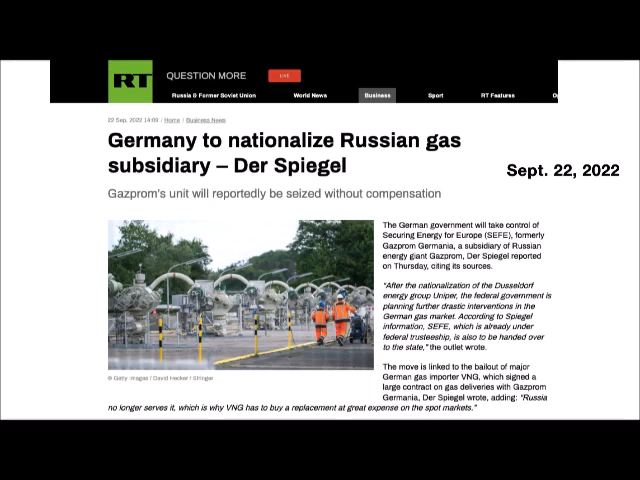 RT
QUESTION MORE
LIVE
Russia & Former Soviet Union World News Business Sport RT Features
22 Sep, 2022 14:09 / Home / Business News
Germany to nationalize Russian gas
subsidiary – Der Spiegel
Sept. 22, 2022
Gazprom's unit will reportedly be seized without compensation
The German government will take control of
Securing Energy for Europe (SEFE), formerly
Gazprom Germania, a subsidiary of Russian
energy giant Gazprom, Der Spiegel reported
on Thursday, citing its sources.
"After the nationalization of the Dusseldorf
energy group Uniper, the federal government is
planning further drastic interventions in the
German gas market. According to Spiegel
information, SEFE, which is already under
federal trusteeship, is also to be handed over
to the state," the outlet wrote.
The move is linked to the bailout of major
German gas importer VNG, which signed a
large contract on gas deliveries with Gazprom
Germania, Der Spiegel wrote, adding: "Russia
no longer serves it, which is why VNG has to buy a replacement at great expense on the spot markets."
© Getty Images / David Hecker / Stringer